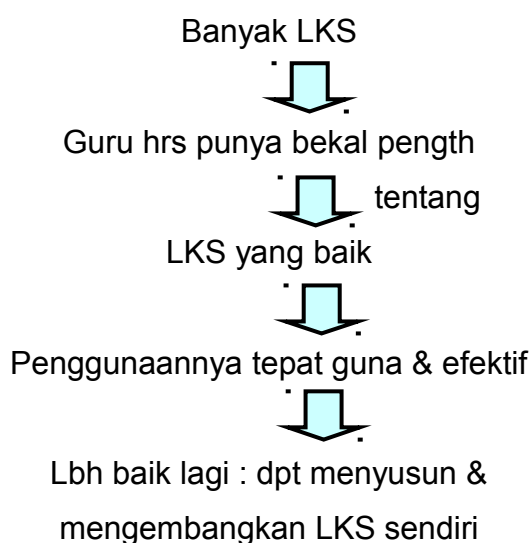 Banyak LKS
Guru hrs punya bekal pength
tentang
LKS yang baik
Penggunaannya tepat guna & efektif
Lbh baik lagi : dpt menyusun &
mengembangkan LKS sendiri